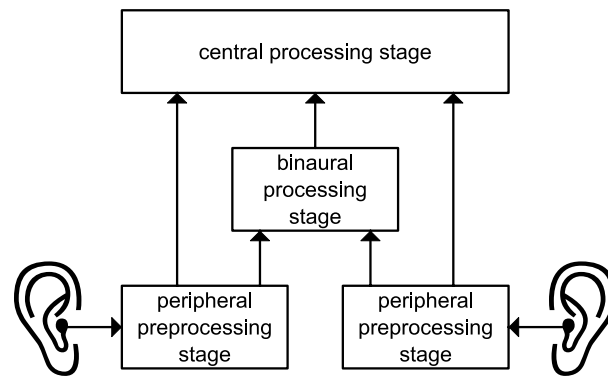 central processing stage
binaural
processing
stage
peripheral
preprocessing
stage
peripheral
preprocessing
stage